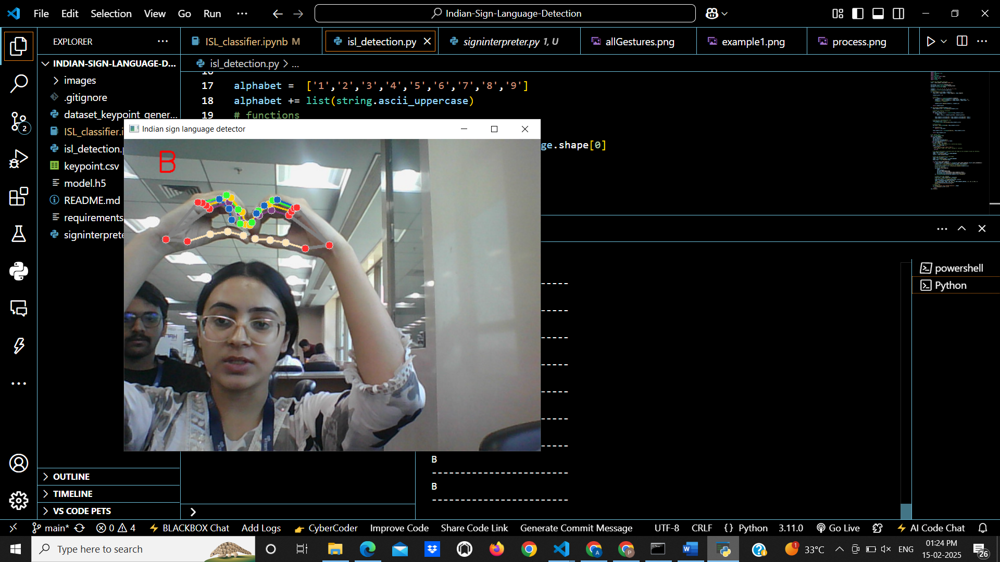 File Edit Selection View Go Run ··· Indian-Sign-Language-Detection
EXPLORER ···
ISL_classifier.ipynb M
isl_detection.py
signinterpreter.py 1, U
allGestures.png
example1.png
process.png
INDIAN-SIGN-LANGUAGE-D...
images
.gitignore
dataset_keypoint_gener...
ISL_classifier.i
isl_detection.
keypoint.csv
model.h5
README.md
requirements
signinterprete
isl_detection.py > ...
17 alphabet = ['1','2','3','4','5','6','7','8','9']
18 alphabet += list(string.ascii_uppercase)
19 # functions
ge.shape[0]
Indian sign language detector
B
-----
-----
-----
-----
-----
-----
-----
B
------------------------
B
------------------------
powershell
Python
2
OUTLINE
TIMELINE
VS CODE PETS
main* 0 4 BLACKBOX Chat Add Logs CyberCoder Improve Code Share Code Link Generate Commit Message UTF-8 CRLF {} Python 3.11.0 Go Live AI Code Chat
Type here to search
1 33°C ENG
01:24 PM
15-02-2025
26